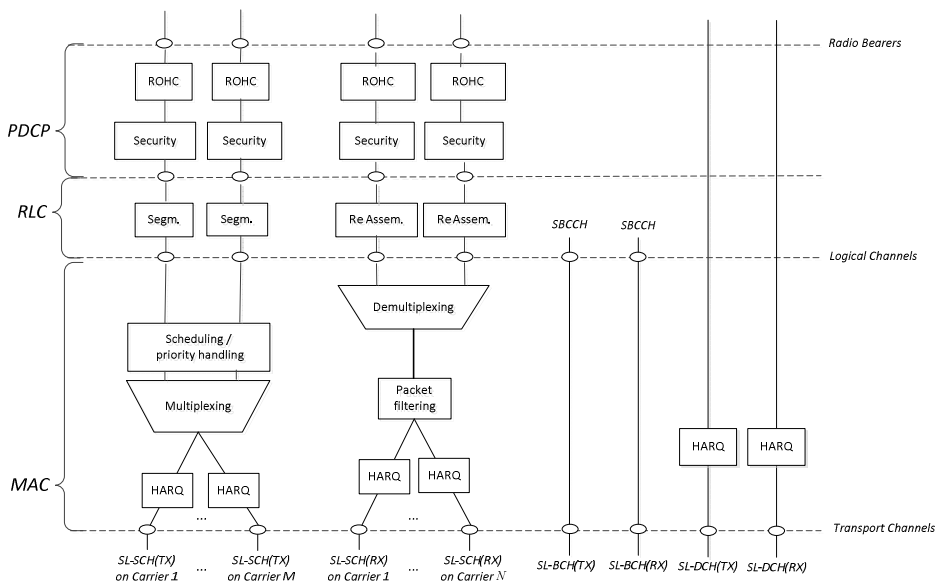 Radio Bearers
ROHC ROHC ROHC ROHC
PDCP
Security Security Security Security
RLC
Segm. Segm. Re Assem. Re Assem.
SBCCH SBCCH
Logical Channels
Demultiplexing
Scheduling /
priority handling
Packet
filtering
Multiplexing
HARQ HARQ
MAC
HARQ HARQ HARQ HARQ
... ...
Transport Channels
SL-SCH(TX)
on Carrier 1
...
SL-SCH(TX)
on Carrier M
SL-SCH(RX)
on Carrier 1
...
SL-SCH(RX)
on Carrier N
SL-BCH(TX) SL-BCH(RX) SL-DCH(TX) SL-DCH(RX)